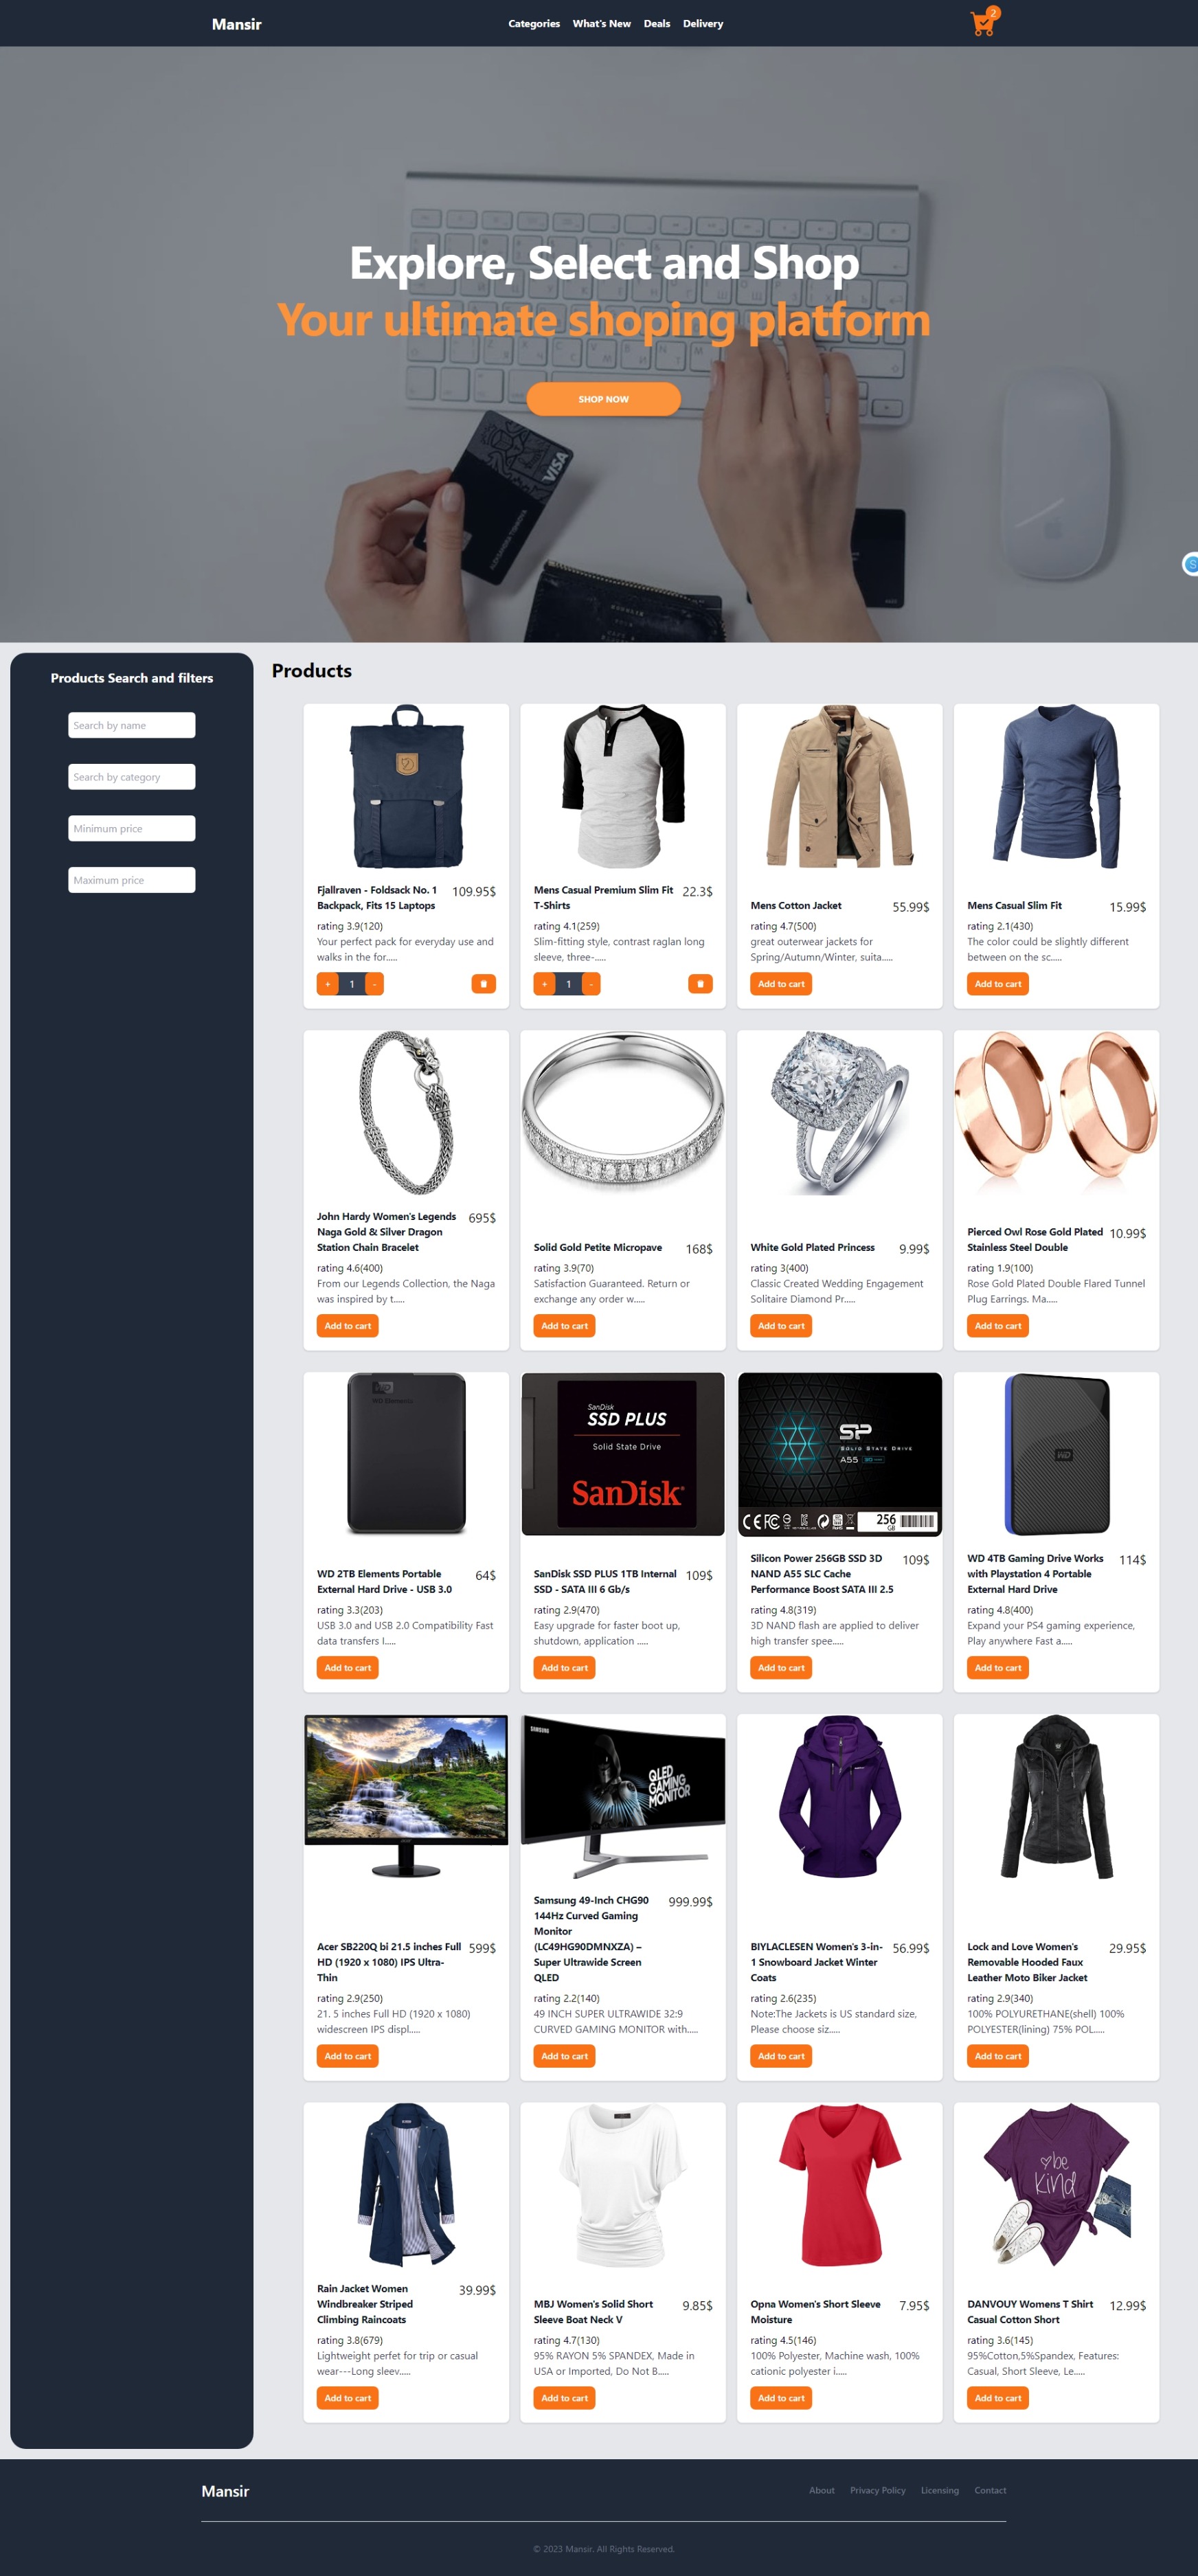 Mansir
Categories What's New Deals Delivery
2
Explore, Select and Shop
Your ultimate shoping platform
SHOP NOW
VISA
S
Products Search and filters
Search by name
Search by category
Minimum price
Maximum price
Products
Fjallraven - Foldsack No. 1
Backpack, Fits 15 Laptops
109.95$
rating 3.9(120)
Your perfect pack for everyday use and
walks in the for.....
+ 1 -
Mens Casual Premium Slim Fit
T-Shirts
22.3$
rating 4.1(259)
Slim-fitting style, contrast raglan long
sleeve, three-.....
+ 1 -
Mens Cotton Jacket
55.99$
rating 4.7(500)
great outerwear jackets for
Spring/Autumn/Winter, suita.....
Add to cart
Mens Casual Slim Fit
15.99$
rating 2.1(430)
The color could be slightly different
between on the sc.....
Add to cart
John Hardy Women's Legends
Naga Gold & Silver Dragon
Station Chain Bracelet
695$
rating 4.6(400)
From our Legends Collection, the Naga
was inspired by t.....
Add to cart
Solid Gold Petite Micropave
168$
rating 3.9(70)
Satisfaction Guaranteed. Return or
exchange any order w.....
Add to cart
White Gold Plated Princess
9.99$
rating 3(400)
Classic Created Wedding Engagement
Solitaire Diamond Pr.....
Add to cart
Pierced Owl Rose Gold Plated
Stainless Steel Double
10.99$
rating 1.9(100)
Rose Gold Plated Double Flared Tunnel
Plug Earrings. Ma.....
Add to cart
WD
WD Elements
WD 2TB Elements Portable
External Hard Drive - USB 3.0
64$
rating 3.3(203)
USB 3.0 and USB 2.0 Compatibility Fast
data transfers I.....
Add to cart
SanDisk
SSD PLUS
Solid State Drive
SanDisk
SanDisk SSD PLUS 1TB Internal
SSD - SATA III 6 Gb/s
109$
rating 2.9(470)
Easy upgrade for faster boot up,
shutdown, application .....
Add to cart
SP
SOLID STATE DRIVE
A55
256
GB
Silicon Power 256GB SSD 3D
NAND A55 SLC Cache
Performance Boost SATA III 2.5
109$
rating 4.8(319)
3D NAND flash are applied to deliver
high transfer spee.....
Add to cart
WD
WD 4TB Gaming Drive Works
with Playstation 4 Portable
External Hard Drive
114$
rating 4.8(400)
Expand your PS4 gaming experience,
Play anywhere Fast a.....
Add to cart
Acer SB220Q bi 21.5 inches Full
HD (1920 x 1080) IPS Ultra-
Thin
599$
rating 2.9(250)
21. 5 inches Full HD (1920 x 1080)
widescreen IPS displ.....
Add to cart
SAMSUNG
QLED
GAMING
MONITOR
Samsung 49-Inch CHG90
144Hz Curved Gaming
Monitor
(LC49HG90DMNXZA) –
Super Ultrawide Screen
QLED
999.99$
rating 2.2(140)
49 INCH SUPER ULTRAWIDE 32:9
CURVED GAMING MONITOR with.....
Add to cart
BIYLACLESEN Women's 3-in-
1 Snowboard Jacket Winter
Coats
56.99$
rating 2.6(235)
Note:The Jackets is US standard size,
Please choose siz.....
Add to cart
Lock and Love Women's
Removable Hooded Faux
Leather Moto Biker Jacket
29.95$
rating 2.9(340)
100% POLYURETHANE(shell) 100%
POLYESTER(lining) 75% POL.....
Add to cart
Rain Jacket Women
Windbreaker Striped
Climbing Raincoats
39.99$
rating 3.8(679)
Lightweight perfet for trip or casual
wear---Long sleev.....
Add to cart
MBJ Women's Solid Short
Sleeve Boat Neck V
9.85$
rating 4.7(130)
95% RAYON 5% SPANDEX, Made in
USA or Imported, Do Not B.....
Add to cart
Opna Women's Short Sleeve
Moisture
7.95$
rating 4.5(146)
100% Polyester, Machine wash, 100%
cationic polyester i.....
Add to cart
be
kind
DANVOUY Womens T Shirt
Casual Cotton Short
12.99$
rating 3.6(145)
95%Cotton,5%Spandex, Features:
Casual, Short Sleeve, Le.....
Add to cart
Mansir
About Privacy Policy Licensing Contact
© 2023 Mansir. All Rights Reserved.